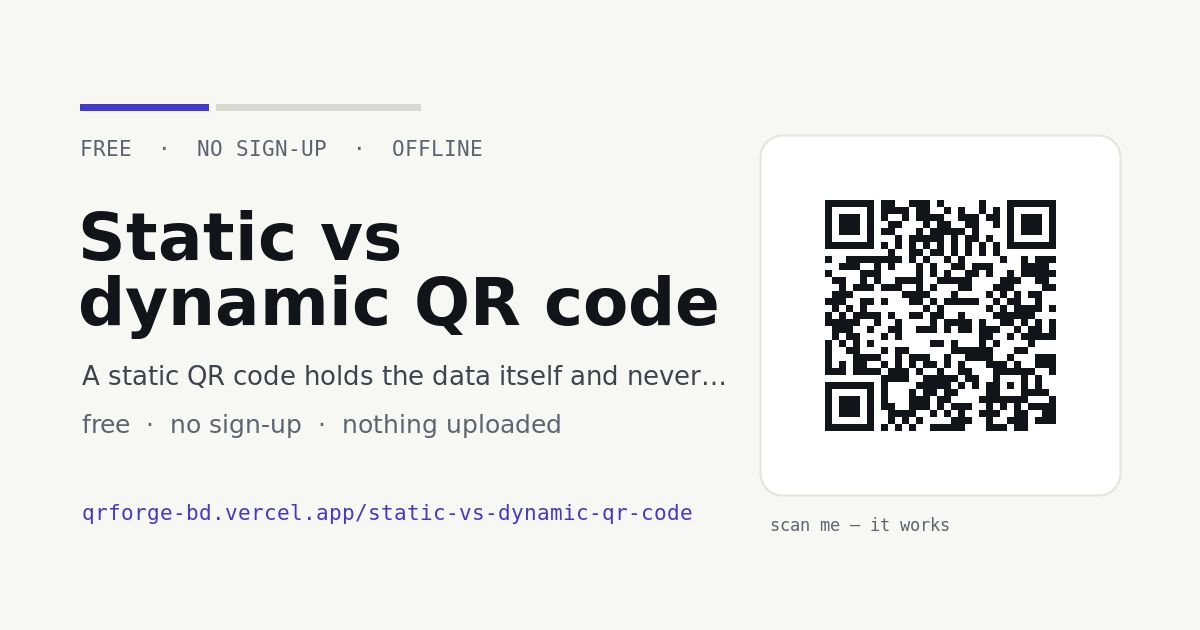 FREE · NO SIGN-UP · OFFLINE
Static vs
dynamic QR code
A static QR code holds the data itself and never…
free · no sign-up · nothing uploaded
qrforge-bd.vercel.app/static-vs-dynamic-qr-code
scan me — it works